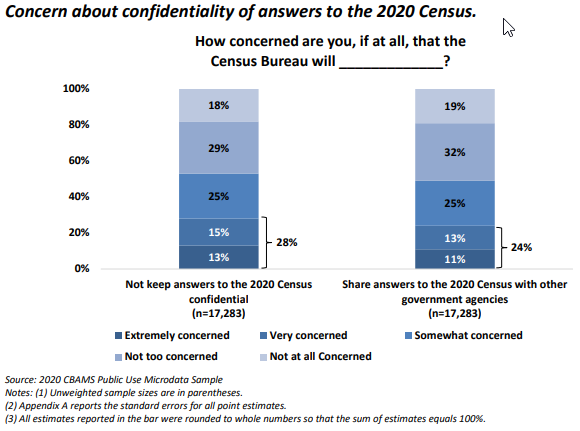 Concern about confidentiality of answers to the 2020 Census.
How concerned are you, if at all, that the
Census Bureau will _____________?
100%
80%
60%
40%
20%
0%
18%
29%
25%
15%
13%
28%
19%
32%
25%
13%
11%
24%
Not keep answers to the 2020 Census
confidential
(n=17,283)
Share answers to the 2020 Census with other
government agencies
(n=17,283)
Extremely concerned
Very concerned
Somewhat concerned
Not too concerned
Not at all Concerned
Source: 2020 CBAMS Public Use Microdata Sample
Notes: (1) Unweighted sample sizes are in parentheses.
(2) Appendix A reports the standard errors for all point estimates.
(3) All estimates reported in the bar were rounded to whole numbers so that the sum of estimates equals 100%.